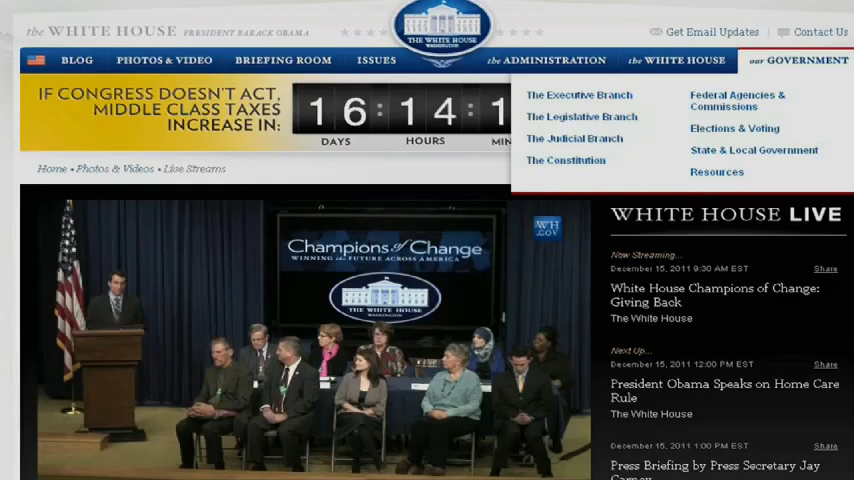 the WHITE HOUSE PRESIDENT BARACK OBAMA
THE WHITE HOUSE
WASHINGTON
Get Email Updates
Contact Us
BLOG PHOTOS & VIDEO BRIEFING ROOM ISSUES the ADMINISTRATION the WHITE HOUSE our GOVERNMENT
IF CONGRESS DOESN'T ACT,
MIDDLE CLASS TAXES
INCREASE IN:
16:14:1
DAYS HOURS MIN
The Executive Branch
The Legislative Branch
The Judicial Branch
The Constitution
Federal Agencies &
Commissions
Elections & Voting
State & Local Government
Resources
Home • Photos & Videos • Live Streams
WH
.GOV
Champions of Change
WINNING the FUTURE ACROSS AMERICA
THE WHITE HOUSE
WASHINGTON
WHITE HOUSE LIVE
Now Streaming...
December 15, 2011 9:30 AM EST Share
White House Champions of Change:
Giving Back
The White House
Next Up...
December 15, 2011 12:00 PM EST Share
President Obama Speaks on Home Care
Rule
The White House
December 15, 2011 1:00 PM EST Share
Press Briefing by Press Secretary Jay
Carney